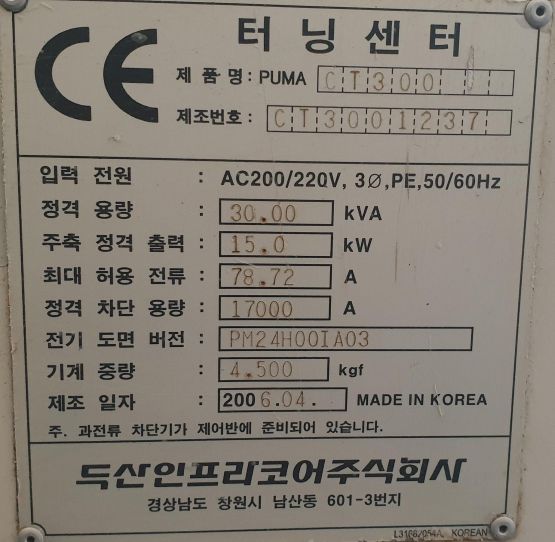 CE 터닝센터
제 품 명: PUMA CT300
제조번호: CT3001237
입력 전원 : AC200/220V, 3Ø,PE,50/60Hz
정격 용량 : 30.00 kVA
주축 정격 출력 : 15.0 kW
최대 허용 전류 : 78.72 A
정격 차단 용량 : 17000 A
전기 도면 버전 : PM24H00IA03
기계 중량 : 4.500 kgf
제조 일자 : 2006.04. MADE IN KOREA
주. 과전류 차단기가 제어반에 준비되어 있습니다.
두산인프라코어주식회사
경상남도 창원시 남산동 601-3번지
KOREAN